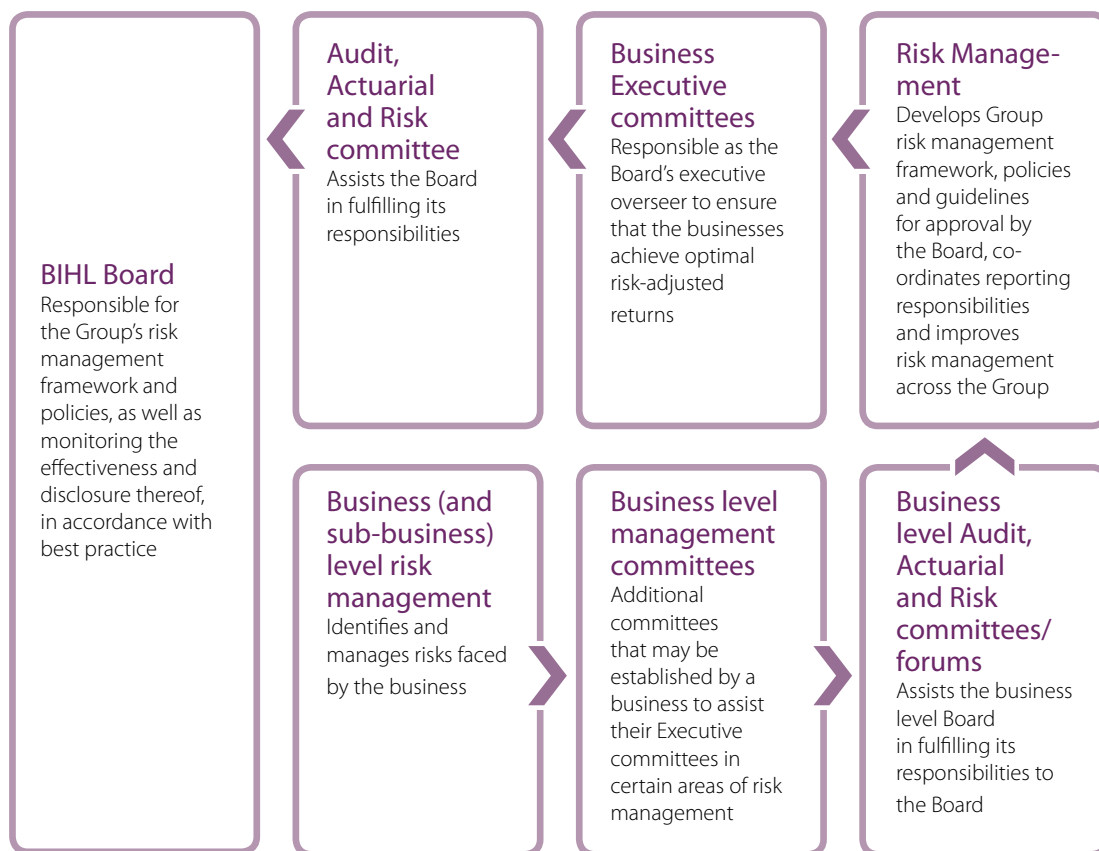 BIHL Board
Responsible for
the Group’s risk
management
framework and
policies, as well as
monitoring the
effectiveness and
disclosure thereof,
in accordance with
best practice
Audit,
Actuarial
and Risk
committee
Assists the Board
in fulfilling its
responsibilities
Business
Executive
committees
Responsible as the
Board’s executive
overseer to ensure
that the businesses
achieve optimal
risk-adjusted
returns
Risk Manage-
ment
Develops Group
risk management
framework, policies
and guidelines
for approval by
the Board, co-
ordinates reporting
responsibilities
and improves
risk management
across the Group
Business (and
sub-business)
level risk
management
Identifies and
manages risks faced
by the business
Business level
management
committees
Additional
committees
that may be
established by a
business to assist
their Executive
committees in
certain areas of risk
management
Business
level Audit,
Actuarial
and Risk
committees/
forums
Assists the business
level Board
in fulfilling its
responsibilities to
the Board